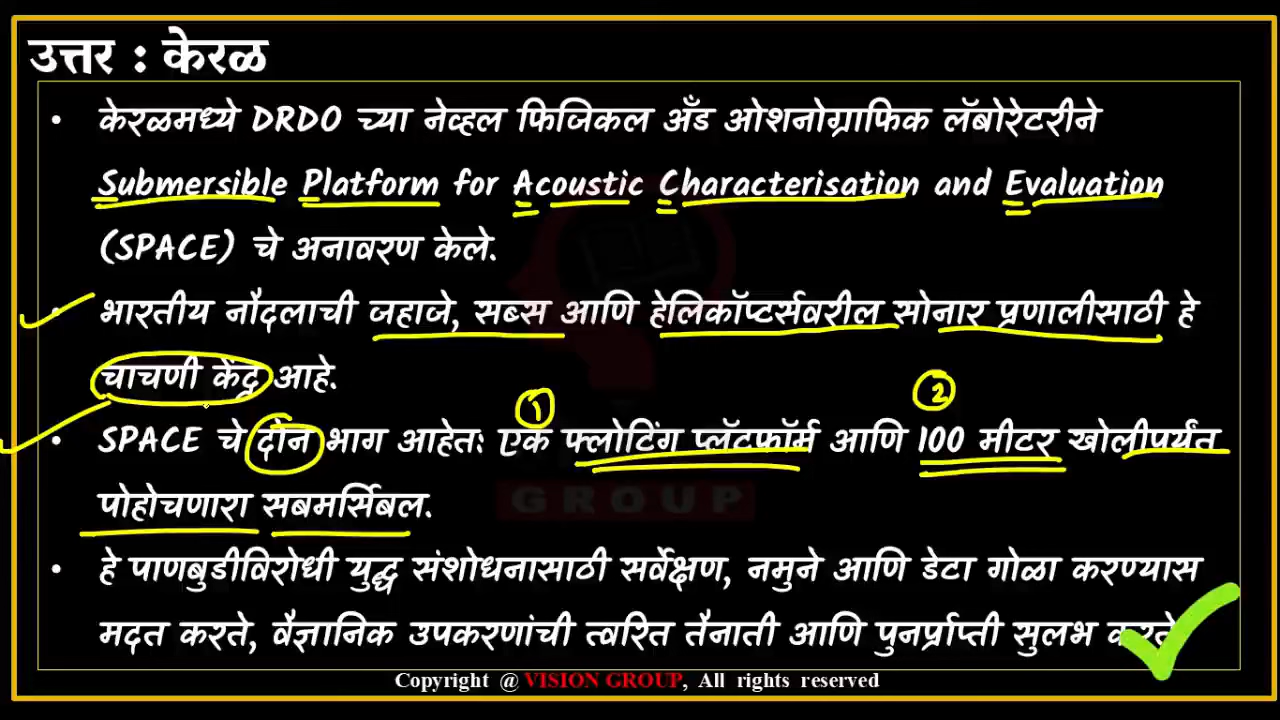 उत्तर : केरळ
• केरळमध्ये DRDO च्या नेव्हल फिजिकल अँड ओशनोग्राफिक लॅबोरेटरीने
Submersible Platform for Acoustic Characterisation and Evaluation
(SPACE) चे अनावरण केले.
• भारतीय नौदलाची जहाजे, सब्स आणि हेलिकॉप्टर्सवरील सोनार प्रणालीसाठी हे
चाचणी केंद्र आहे.
① ②
• SPACE चे दोन भाग आहेत: एक फ्लोटिंग प्लॅटफॉर्म आणि 100 मीटर खोलीपर्यंत
पोहोचणारा सबमर्सिबल.
GROUP
• हे पाणबुडीविरोधी युद्ध संशोधनासाठी सर्वेक्षण, नमुने आणि डेटा गोळा करण्यास
मदत करते, वैज्ञानिक उपकरणांची त्वरित तैनाती आणि पुनर्प्राप्ती सुलभ करते
Copyright @ VISION GROUP, All rights reserved